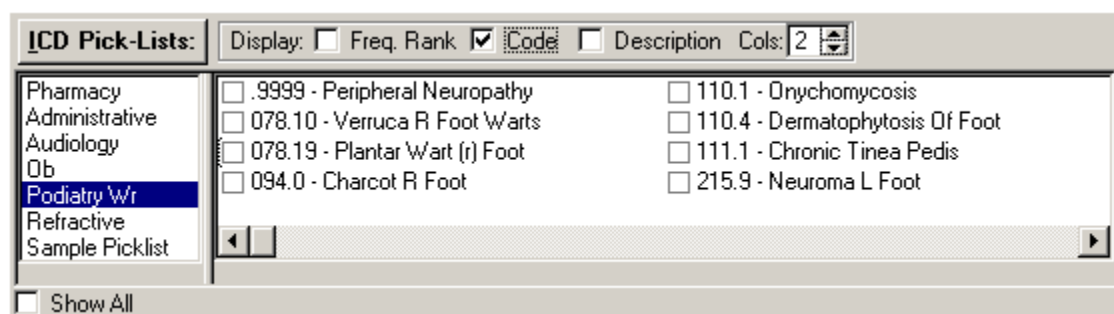 ICD Pick-Lists: Display: Freq. Rank Code Description Cols: 2
Pharmacy
Administrative
Audiology
Ob
Podiatry Wr
Refractive
Sample Picklist
.9999 - Peripheral Neuropathy
078.10 - Verruca R Foot Warts
078.19 - Plantar Wart (r) Foot
094.0 - Charcot R Foot
110.1 - Onychomycosis
110.4 - Dermatophytosis Of Foot
111.1 - Chronic Tinea Pedis
215.9 - Neuroma L Foot
Show All